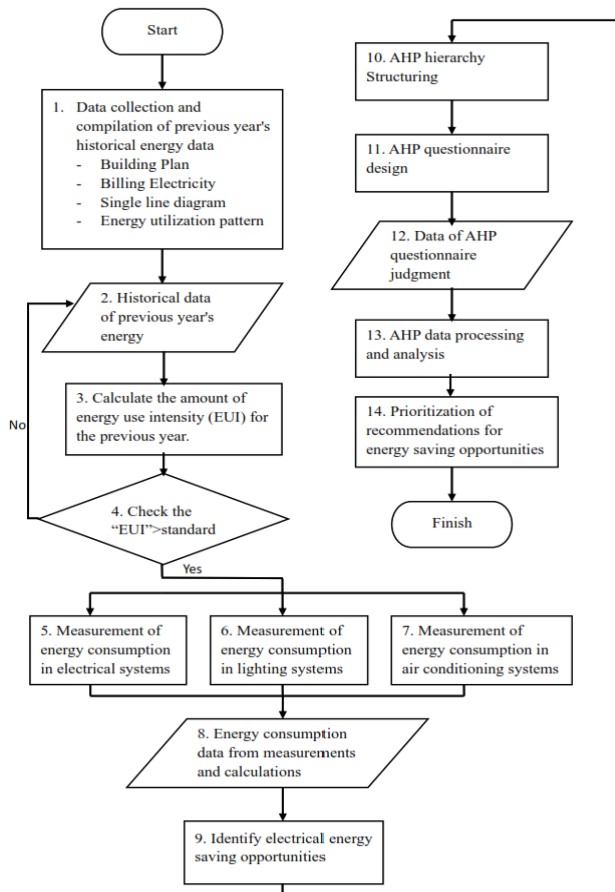 Start
1. Data collection and
compilation of previous year's
historical energy data
- Building Plan
- Billing Electricity
- Single line diagram
- Energy utilization pattern
2. Historical data
of previous year's
energy
3. Calculate the amount of
energy use intensity (EUI) for
the previous year.
No
4. Check the
“EUI”>standard
Yes
5. Measurement of
energy consumption
in electrical systems
6. Measurement of
energy consumption
in lighting systems
7. Measurement of
energy consumption in
air conditioning systems
8. Energy consumption
data from measurements
and calculations
9. Identify electrical energy
saving opportunities
10. AHP hierarchy
Structuring
11. AHP questionnaire
design
12. Data of AHP
questionnaire
judgment
13. AHP data processing
and analysis
14. Prioritization of
recommendations for
energy saving opportunities
Finish